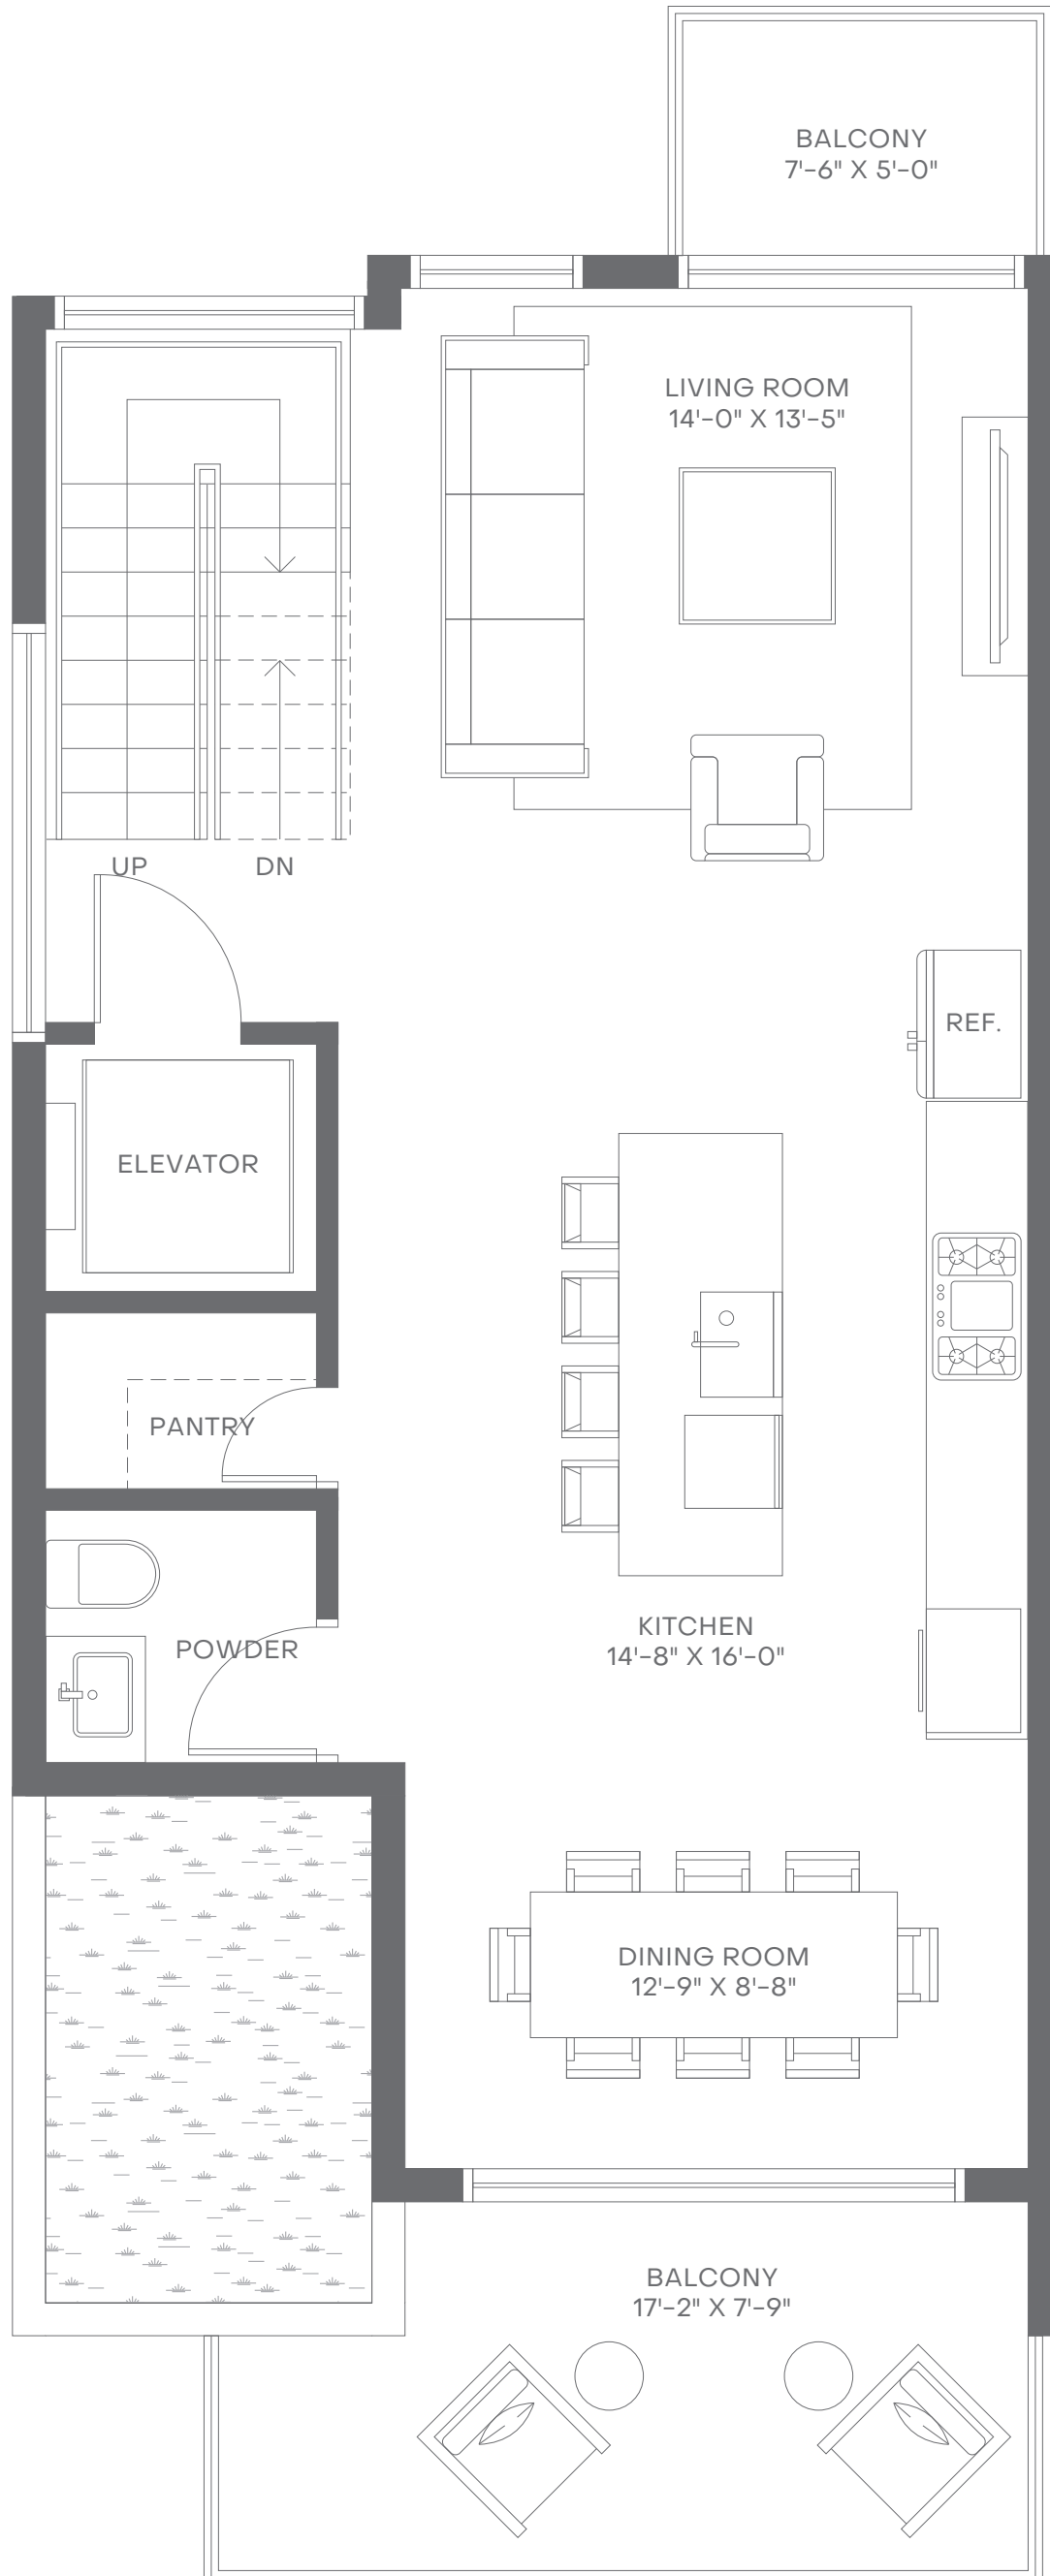 BALCONY
7'-6" X 5'-0"
LIVING ROOM
14'-0" X 13'-5"
UP
DN
REF.
ELEVATOR
PANTRY
POWDER
KITCHEN
14'-8" X 16'-0"
DINING ROOM
12'-9" X 8'-8"
BALCONY
17'-2" X 7'-9"